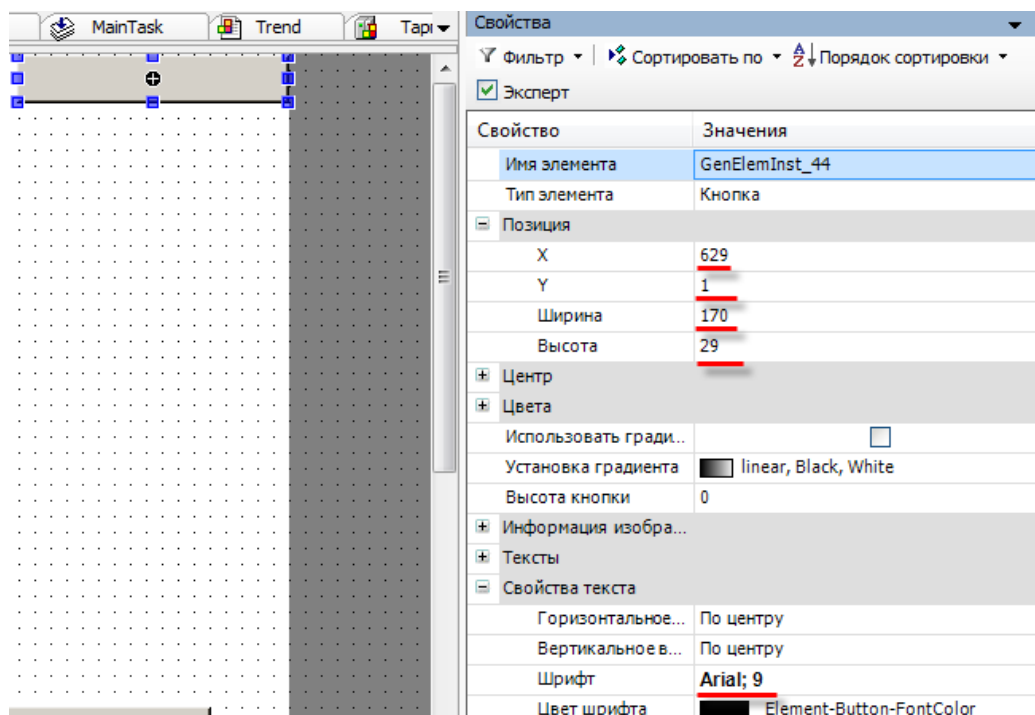 MainTask Trend Тарı
Свойства
Фильтр Сортировать по Порядок сортировки
Эксперт
Свойство Значения
Имя элемента GenElemInst_44
Тип элемента Кнопка
Позиция
X 629
Y 1
Ширина 170
Высота 29
Центр
Цвета
Использовать гради...
Установка градиента linear, Black, White
Высота кнопки 0
Информация изобра...
Тексты
Свойства текста
Горизонтальное... По центру
Вертикальное в... По центру
Шрифт Arial; 9
Цвет шрифта Element-Button-FontColor